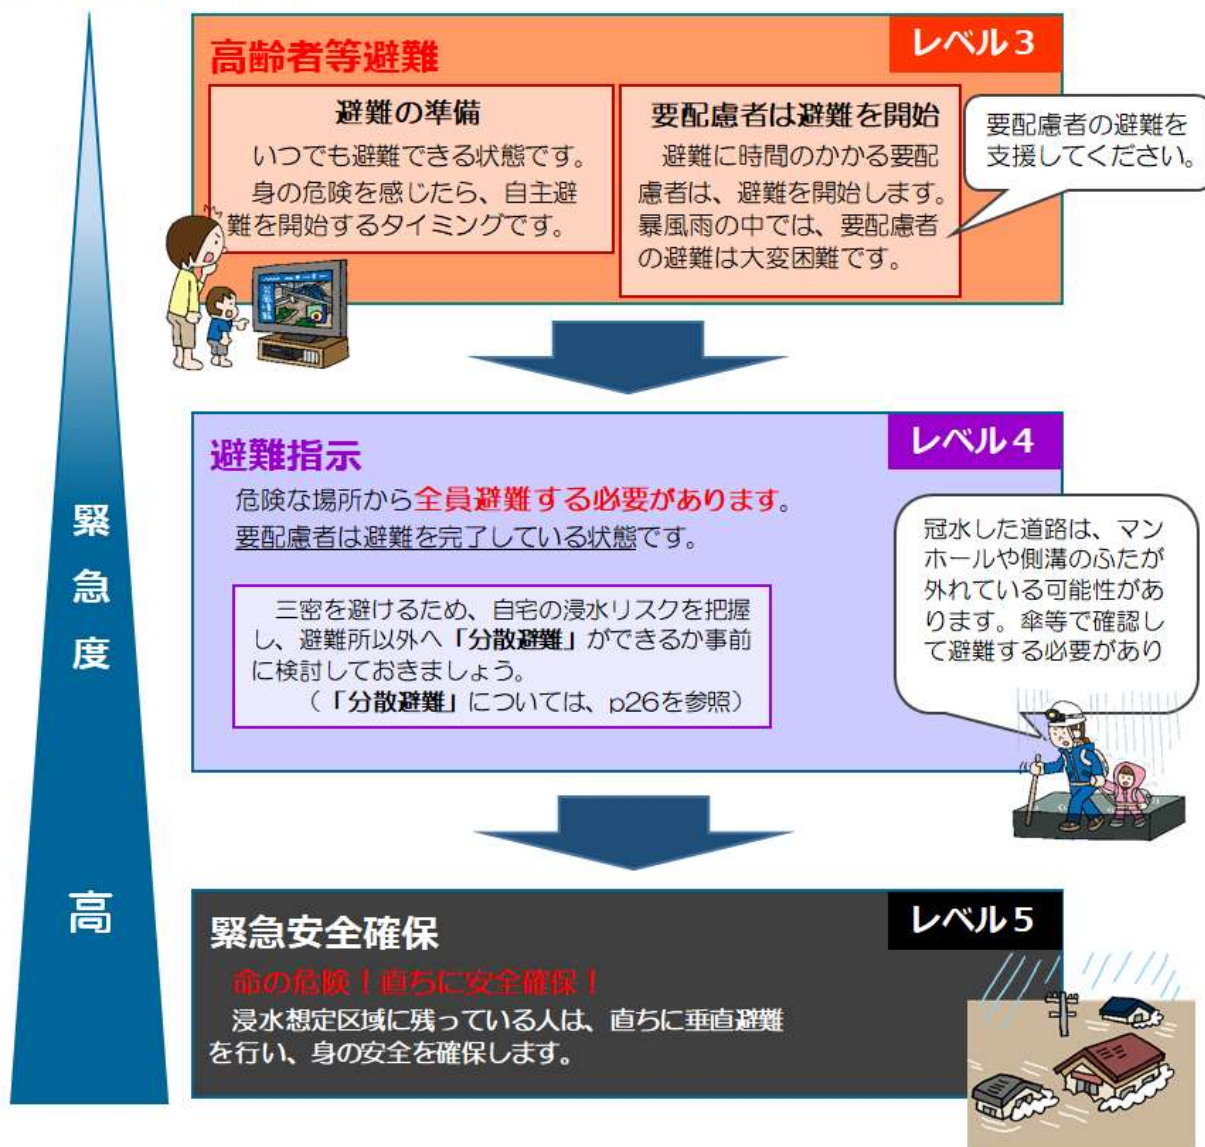 高齢者等避難
レベル3
避難の準備
いつでも避難できる状態です。
身の危険を感じたら、自主避
難を開始するタイミングです。
要配慮者は避難を開始
避難に時間のかかる要配
慮者は、避難を開始します。
暴風雨の中では、要配慮者
の避難は大変困難です。
要配慮者の避難を
支援してください。
避難指示
レベル4
危険な場所から全員避難する必要があります。
要配慮者は避難を完了している状態です。
三密を避けるため、自宅の浸水リスクを把握
し、避難所以外へ「分散避難」ができるか事前
に検討しておきましょう。
（「分散避難」については、p26を参照）
冠水した道路は、マン
ホールや側溝のふたが
外れている可能性があ
ります。傘等で確認し
て避難する必要があり
緊急安全確保
レベル5
命の危険！直ちに安全確保！
浸水想定区域に残っている人は、直ちに垂直避難
を行い、身の安全を確保します。
緊急度
高